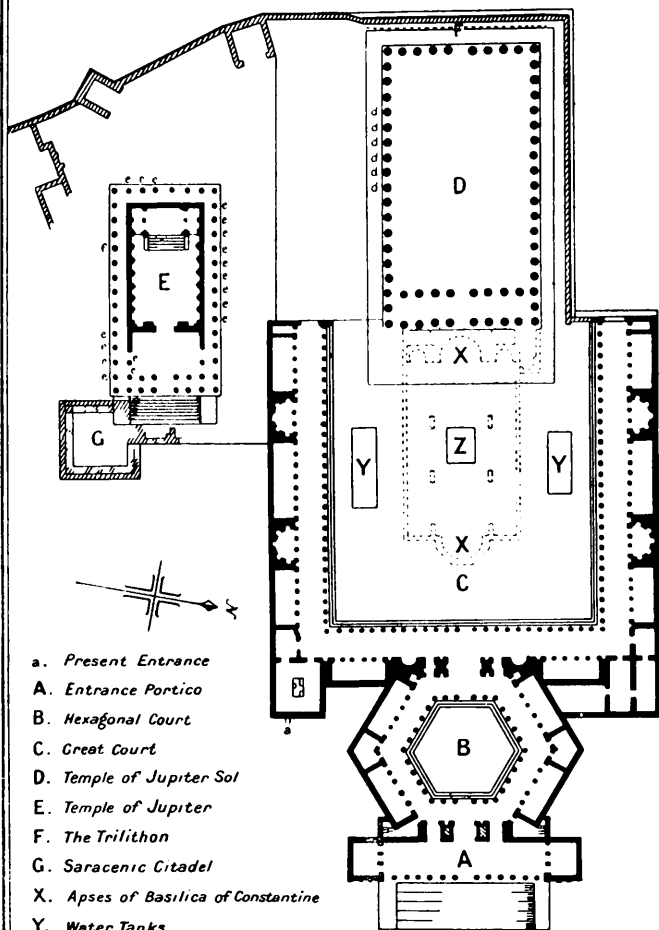 F
d
d
d
d
d
D
e e e
E
G
X
Y
Z
Y
X
C
N
a
B
A
a. Present Entrance
A. Entrance Portico
B. Hexagonal Court
C. Great Court
D. Temple of Jupiter Sol
E. Temple of Jupiter
F. The Trilithon
G. Saracenic Citadel
X. Apses of Basilica of Constantine
Y. Water Tanks